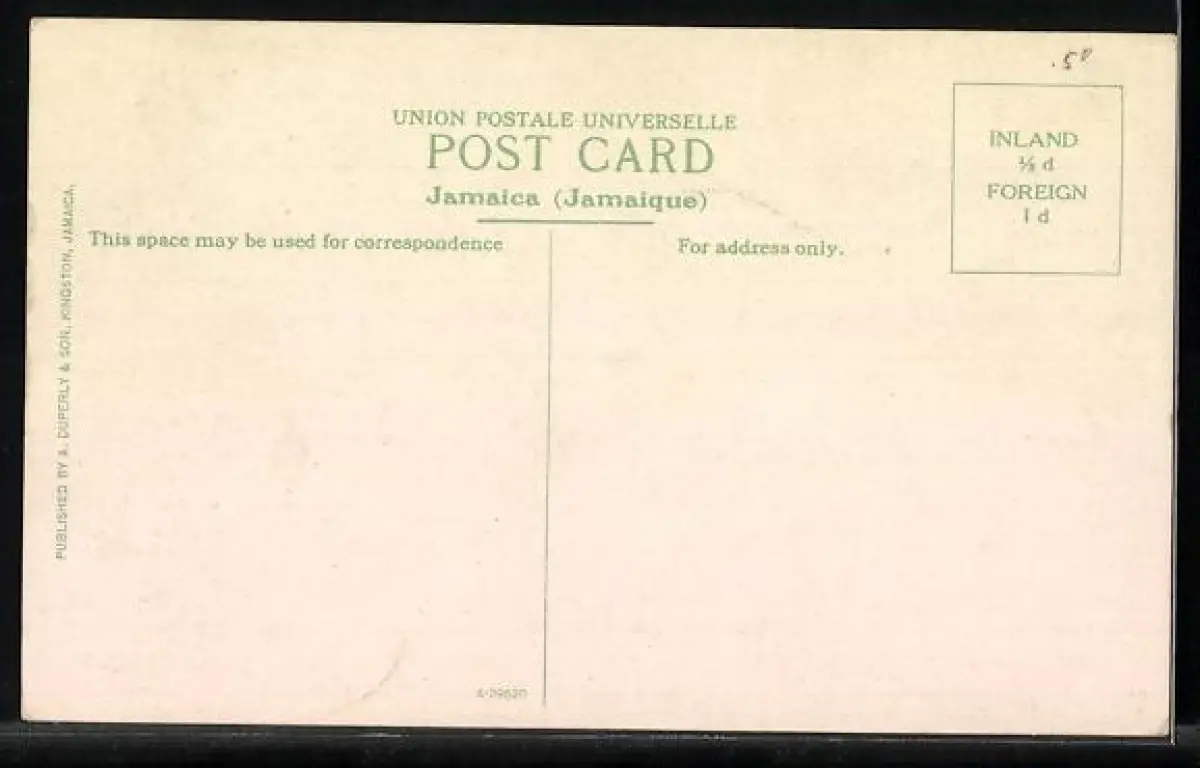 .50
UNION POSTALE UNIVERSELLE
POST CARD
Jamaica (Jamaique)
INLAND
½ d
FOREIGN
1 d
This space may be used for correspondence
For address only.
PUBLISHED BY A. DUPERLY & SON, KINGSTON, JAMAICA.